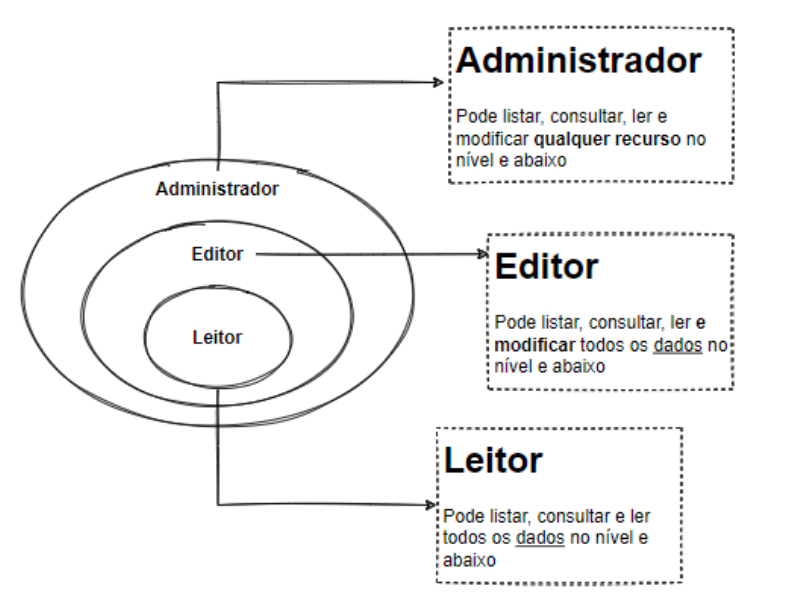 Administrador
Pode listar, consultar, ler e
modificar qualquer recurso no
nível e abaixo
Administrador
Editor
Leitor
Editor
Pode listar, consultar, ler e
modificar todos os dados no
nível e abaixo
Leitor
Pode listar, consultar e ler
todos os dados no nível e
abaixo